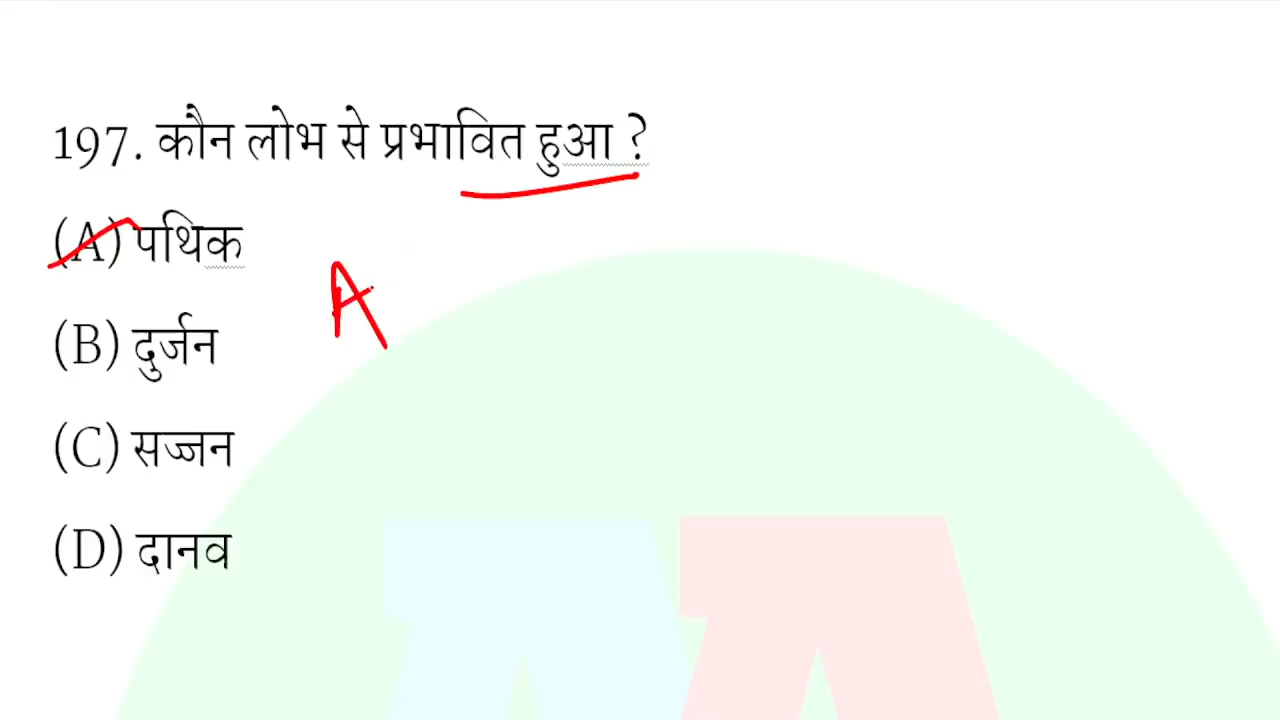 197. कौन लोभ से प्रभावित हुआ ?
(A) पथिक
A
(B) दुर्जन
(C) सज्जन
(D) दानव